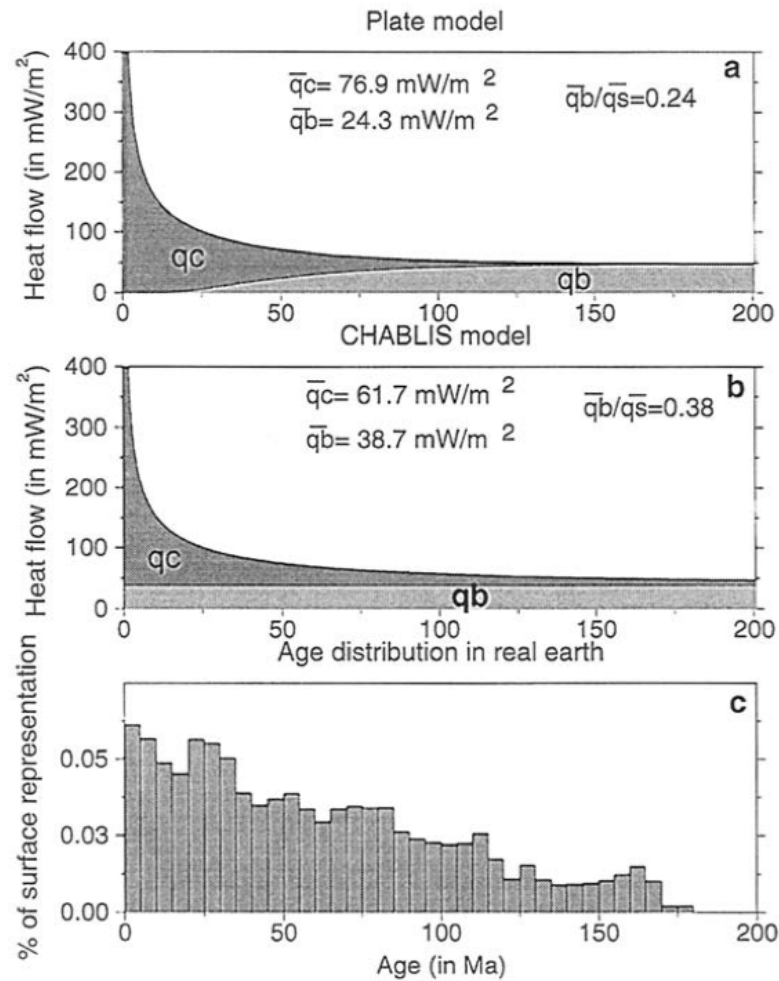 Plate model
Heat flow (in mW/m²)
400
300
200
100
0
a
q̅c= 76.9 mW/m ²
q̅b= 24.3 mW/m ²
q̅b/q̅s=0.24
qc
qb
0 50 100 150 200
CHABLIS model
Heat flow (in mW/m²)
400
300
200
100
0
b
q̅c= 61.7 mW/m ²
q̅b= 38.7 mW/m ²
q̅b/q̅s=0.38
qc
qb
0 50 100 150 200
Age distribution in real earth
% of surface representation
0.05
0.03
0.00
c
0 50 100 150 200
Age (in Ma)